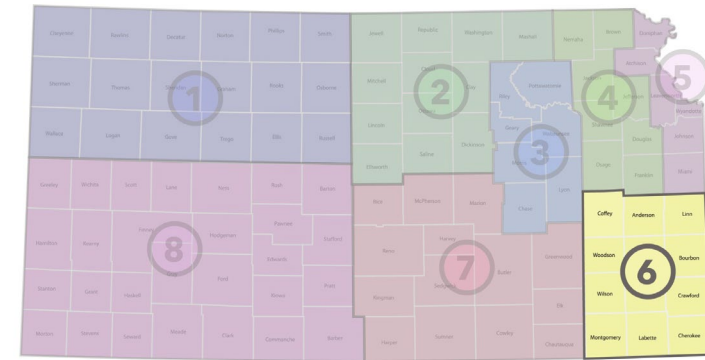 Cheyenne Rawlins Decatur Norton Phillips Smith
Sherman Thomas Sheridan Graham Rooks Osborne
Wallace Logan Gove Trego Ellis Russell
1
Jewell Republic Washington Marshall
Mitchell Cloud Clay
Lincoln Ottawa
Ellsworth Saline Dickinson
2
Riley Pottawatomie
Geary Wabaunsee
Morris
Chase Lyon
3
Nemaha Brown
Jackson Jefferson
Shawnee Douglas
Osage Franklin
4
Doniphan
Atchison
Leavenworth
Wyandotte
Johnson
Miami
5
Coffey Anderson Linn
Woodson Bourbon
Wilson Crawford
Montgomery Labette Cherokee
6
Rice McPherson Marion
Reno Harvey Butler Greenwood
Kingman Sedgwick Elk
Harper Sumner Cowley Chautauqua
7
Greeley Wichita Scott Lane Ness Rush Barton
Hamilton Kearny Finney Hodgeman Pawnee Stafford
Edwards
Stanton Grant Haskell Gray Ford Kiowa Pratt
Morton Stevens Seward Meade Clark Comanche Barber
8